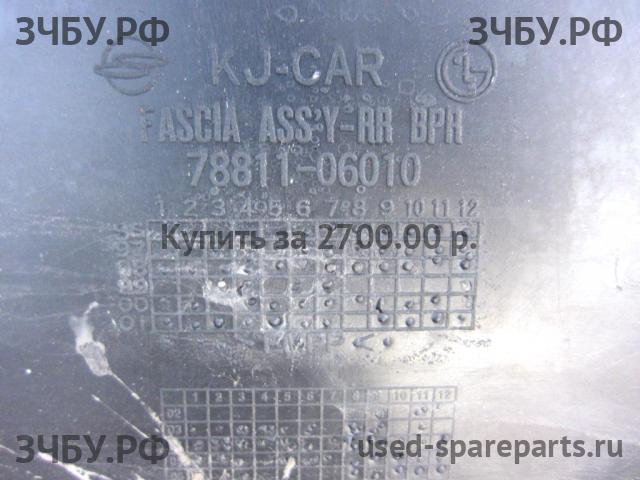 ЗЧБУ.РФ ЗЧБУ.РФ
KJ-CAR
FASCIA ASS'Y-RR BPR
78811-06010
1 2 3 4 5 6 7 8 9 10 11 12
Купить за 2700.00 р.
1 2 3 4 5 6 7 8 9 10 11 12
ЗЧБУ.РФ used-spareparts.ru